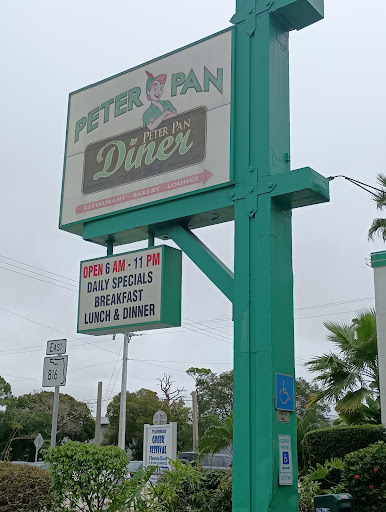 PETER PAN
PETER PAN
Diner
RESTAURANT - BAKERY - LOUNGE
OPEN 6 AM - 11 PM
DAILY SPECIALS
BREAKFAST
LUNCH & DINNER
EAST
816
GREEK
FESTIVAL